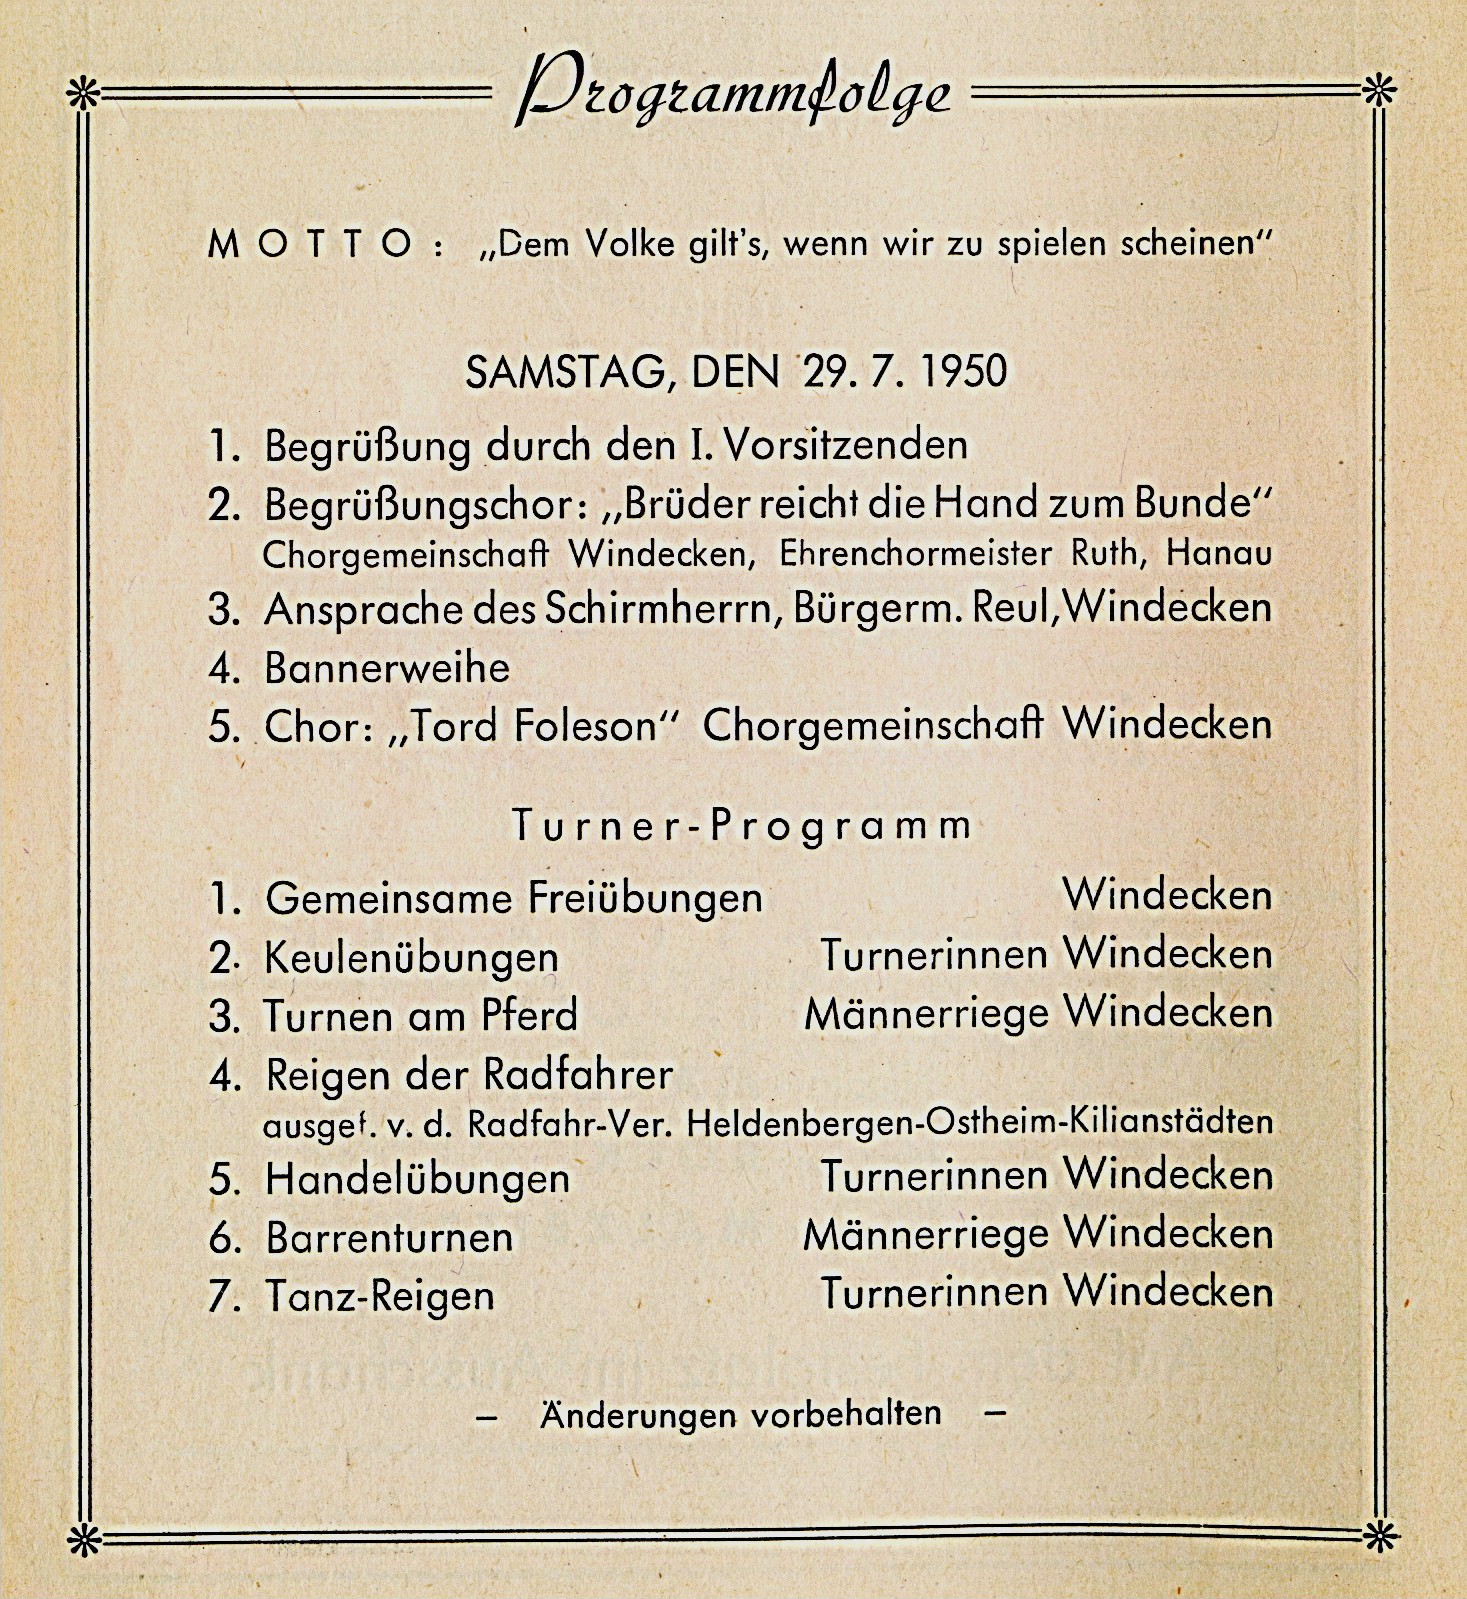 Programmfolge
MOTTO: „Dem Volke gilt's, wenn wir zu spielen scheinen“
SAMSTAG, DEN 29. 7. 1950
1. Begrüßung durch den I. Vorsitzenden
2. Begrüßungschor: „Brüder reicht die Hand zum Bunde“
Chorgemeinschaft Windecken, Ehrenchormeister Ruth, Hanau
3. Ansprache des Schirmherrn, Bürgerm. Reul, Windecken
4. Bannerweihe
5. Chor: „Tord Foleson“ Chorgemeinschaft Windecken
Turner-Programm
1. Gemeinsame Freiübungen Windecken
2. Keulenübungen Turnerinnen Windecken
3. Turnen am Pferd Männerriege Windecken
4. Reigen der Radfahrer
ausgef. v. d. Radfahr-Ver. Heldenbergen-Ostheim-Kilianstädten
5. Handelübungen Turnerinnen Windecken
6. Barrenturnen Männerriege Windecken
7. Tanz-Reigen Turnerinnen Windecken
– Änderungen vorbehalten –